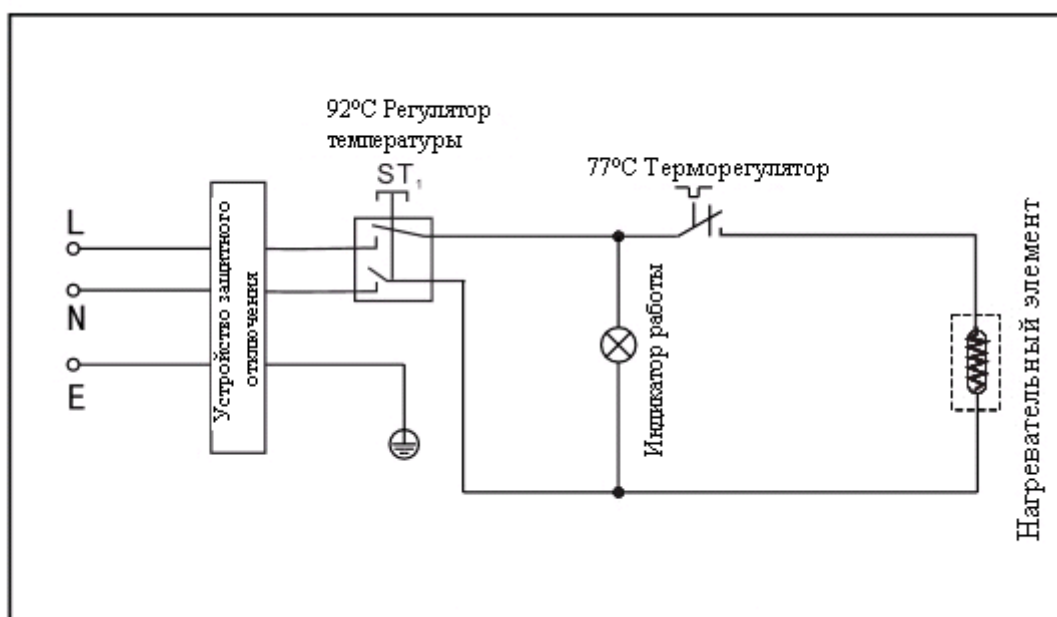 92ºC Регулятор
температуры
ST1
77ºC Терморегулятор
L
N
E
Устройство защитного
отключения
Индикатор работы
Нагревательный элемент